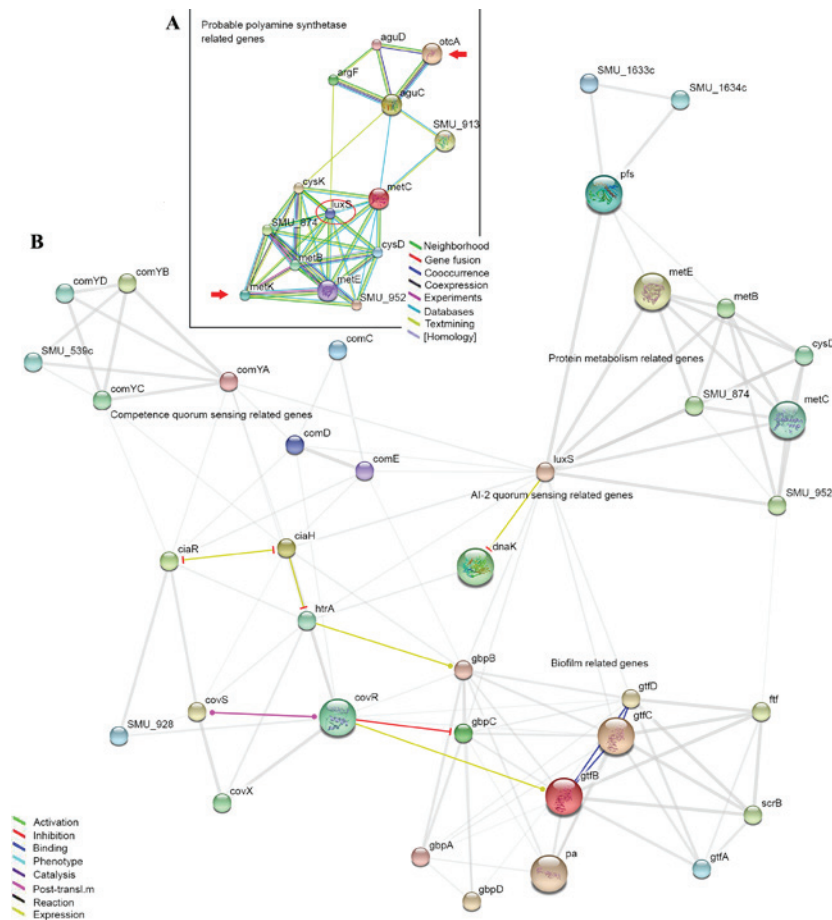 A
Probable polyamine synthetase
related genes
aguD
otcA
argF
aguC
SMU_913
cysK
metC
luxS
SMU_874
cysD
metB
metE
metK
SMU_952
Neighborhood
Gene fusion
Cooccurrence
Coexpression
Experiments
Databases
Textmining
[Homology]
SMU_1633c
SMU_1634c
pfs
metE
metB
cysD
Protein metabolism related genes
SMU_874
metC
SMU_952
B
comYB
comYD
SMU_539c
comYA
comYC
Competence quorum sensing related genes
comC
comD
comE
luxS
AI-2 quorum sensing related genes
dnaK
ciaR
ciaH
htrA
gbpB
Biofilm related genes
covS
covR
SMU_928
covX
gbpC
gtfD
gtfC
ftf
gtfB
scrB
gbpA
pa
gtfA
gbpD
Activation
Inhibition
Binding
Phenotype
Catalysis
Post-transl.m
Reaction
Expression